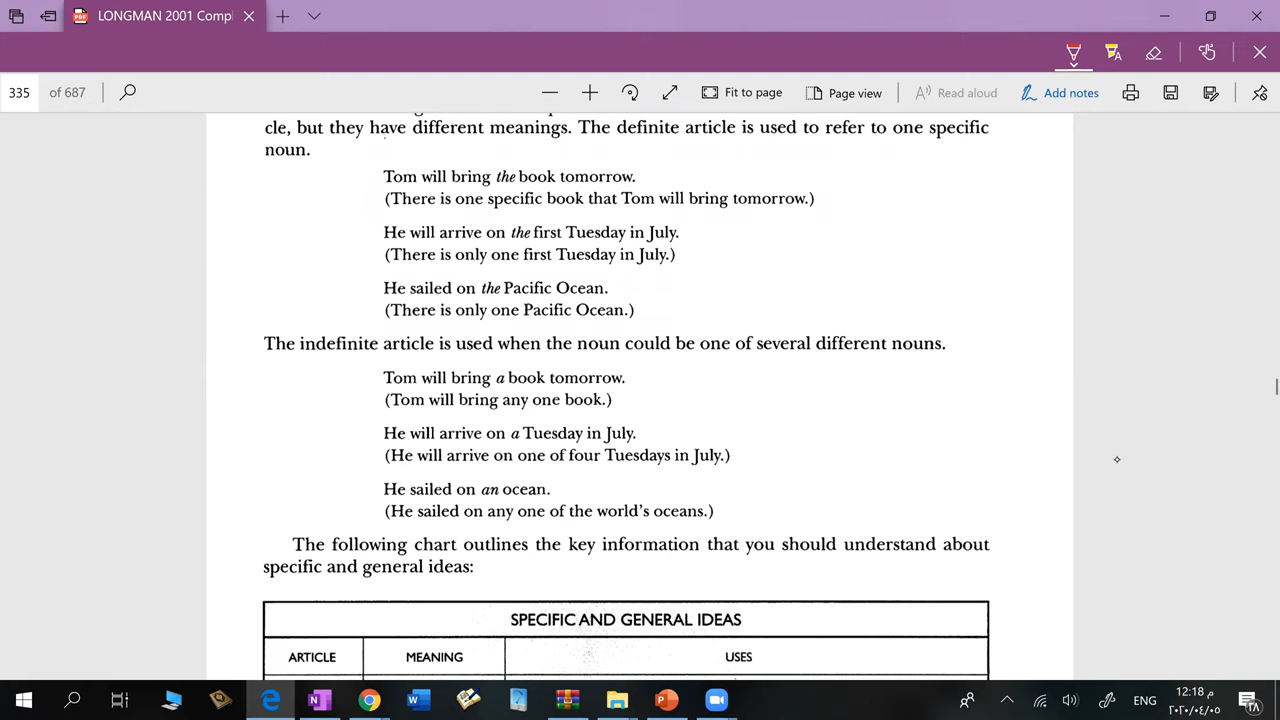 LONGMAN 2001 Compl
335 of 687
Fit to page
Page view
Read aloud
Add notes
cle, but they have different meanings. The definite article is used to refer to one specific
noun.
Tom will bring the book tomorrow.
(There is one specific book that Tom will bring tomorrow.)
He will arrive on the first Tuesday in July.
(There is only one first Tuesday in July.)
He sailed on the Pacific Ocean.
(There is only one Pacific Ocean.)
The indefinite article is used when the noun could be one of several different nouns.
Tom will bring a book tomorrow.
(Tom will bring any one book.)
He will arrive on a Tuesday in July.
(He will arrive on one of four Tuesdays in July.)
He sailed on an ocean.
(He sailed on any one of the world's oceans.)
The following chart outlines the key information that you should understand about
specific and general ideas:
SPECIFIC AND GENERAL IDEAS
ARTICLE MEANING USES
ENG
12:18 م